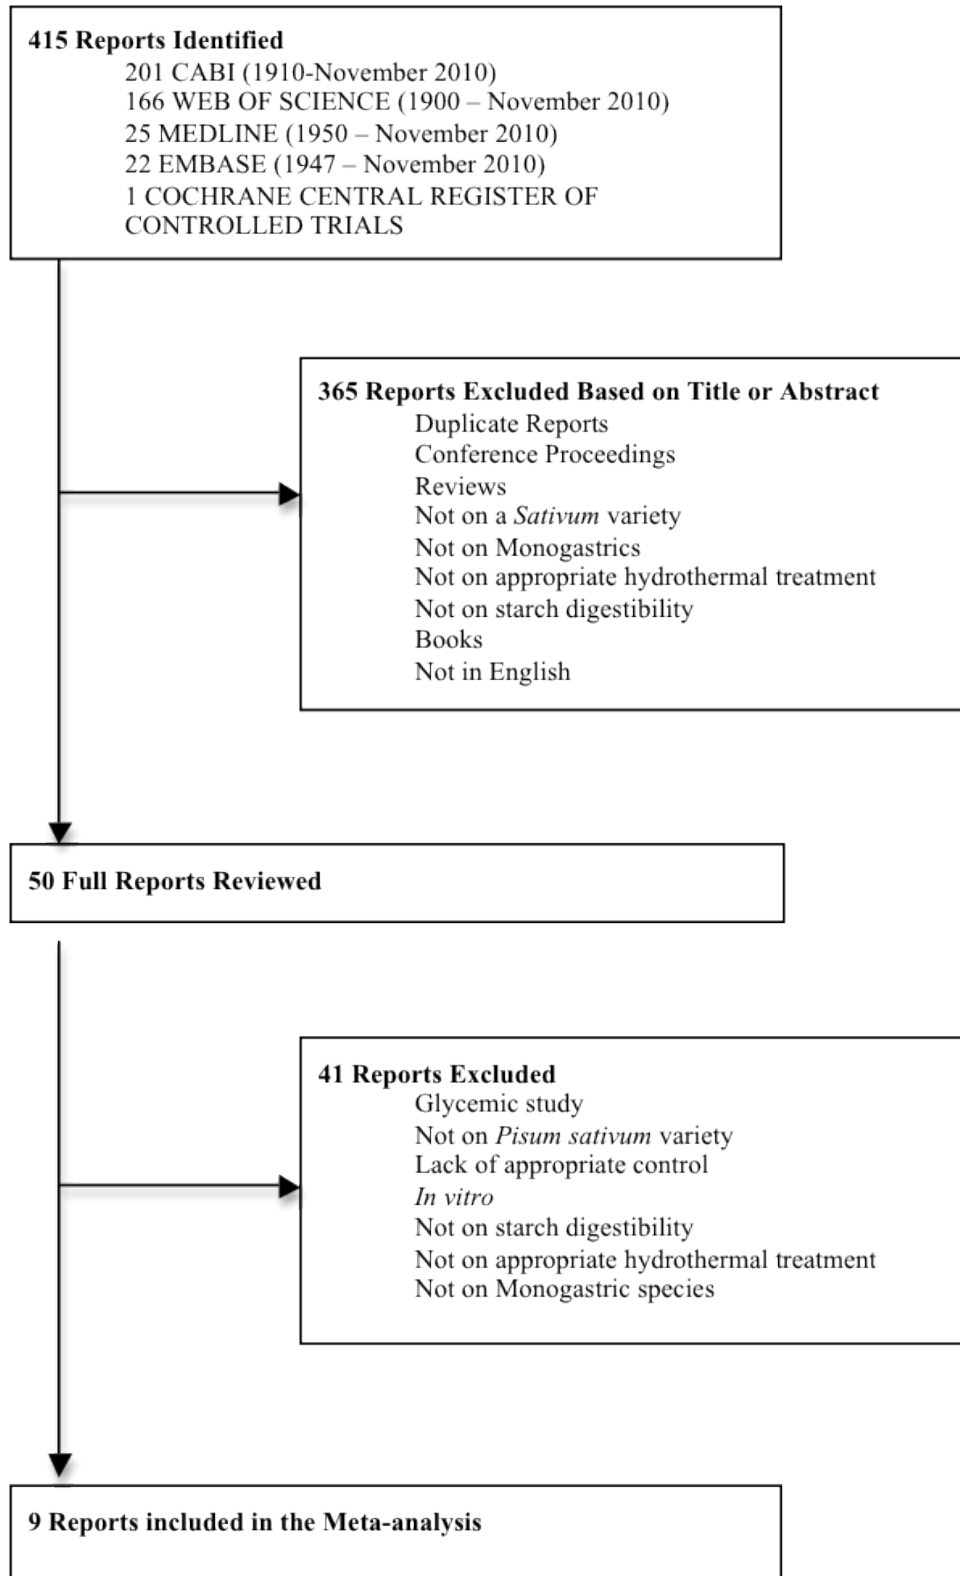 415 Reports Identified
201 CABI (1910-November 2010)
166 WEB OF SCIENCE (1900 – November 2010)
25 MEDLINE (1950 – November 2010)
22 EMBASE (1947 – November 2010)
1 COCHRANE CENTRAL REGISTER OF
CONTROLLED TRIALS
365 Reports Excluded Based on Title or Abstract
Duplicate Reports
Conference Proceedings
Reviews
Not on a Sativum variety
Not on Monogastrics
Not on appropriate hydrothermal treatment
Not on starch digestibility
Books
Not in English
50 Full Reports Reviewed
41 Reports Excluded
Glycemic study
Not on Pisum sativum variety
Lack of appropriate control
In vitro
Not on starch digestibility
Not on appropriate hydrothermal treatment
Not on Monogastric species
9 Reports included in the Meta-analysis